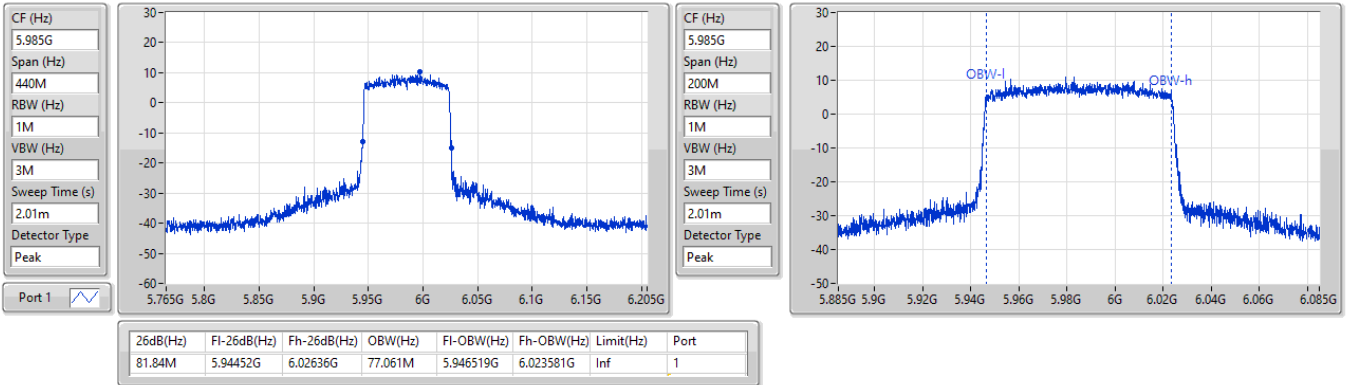 CF (Hz)
5.985G
Span (Hz)
440M
RBW (Hz)
1M
VBW (Hz)
3M
Sweep Time (s)
2.01m
Detector Type
Peak
Port 1
30
20
10
0
-10
-20
-30
-40
-50
-60
5.765G 5.8G 5.85G 5.9G 5.95G 6G 6.05G 6.1G 6.15G 6.205G
CF (Hz)
5.985G
Span (Hz)
200M
RBW (Hz)
1M
VBW (Hz)
3M
Sweep Time (s)
2.01m
Detector Type
Peak
30
20
10
0
-10
-20
-30
-40
-50
OBW-l OBW-h
5.885G 5.9G 5.92G 5.94G 5.96G 5.98G 6G 6.02G 6.04G 6.06G 6.085G
26dB(Hz) Fl-26dB(Hz) Fh-26dB(Hz) OBW(Hz) Fl-OBW(Hz) Fh-OBW(Hz) Limit(Hz) Port
81.84M 5.94452G 6.02636G 77.061M 5.946519G 6.023581G Inf 1